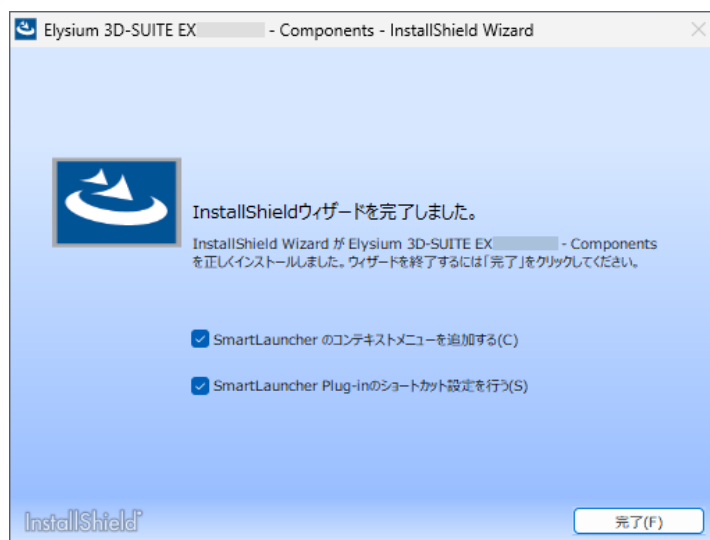 Elysium 3D-SUITE EX - Components - InstallShield Wizard
InstallShieldウィザードを完了しました。
InstallShield Wizard が Elysium 3D-SUITE EX - Components
を正しくインストールしました。ウィザードを終了するには「完了」をクリックしてください。
SmartLauncher のコンテキストメニューを追加する(C)
SmartLauncher Plug-inのショートカット設定を行う(S)
InstallShield
完了(F)